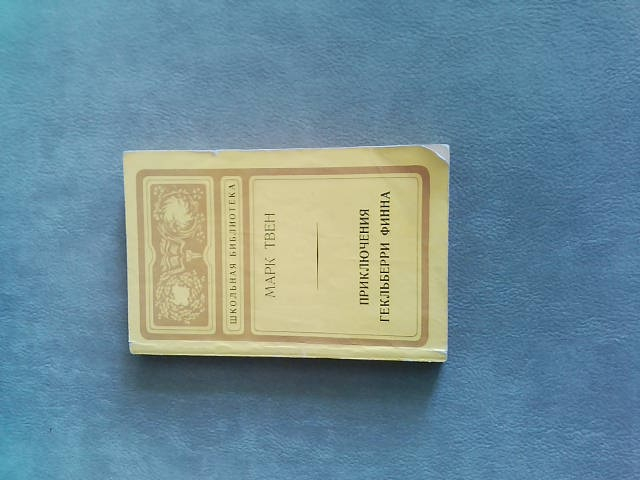 ШКОЛЬНАЯ БИБЛИОТЕКА
МАРК ТВЕН
ПРИКЛЮЧЕНИЯ
ГЕКЛЬБЕРРИ ФИННА